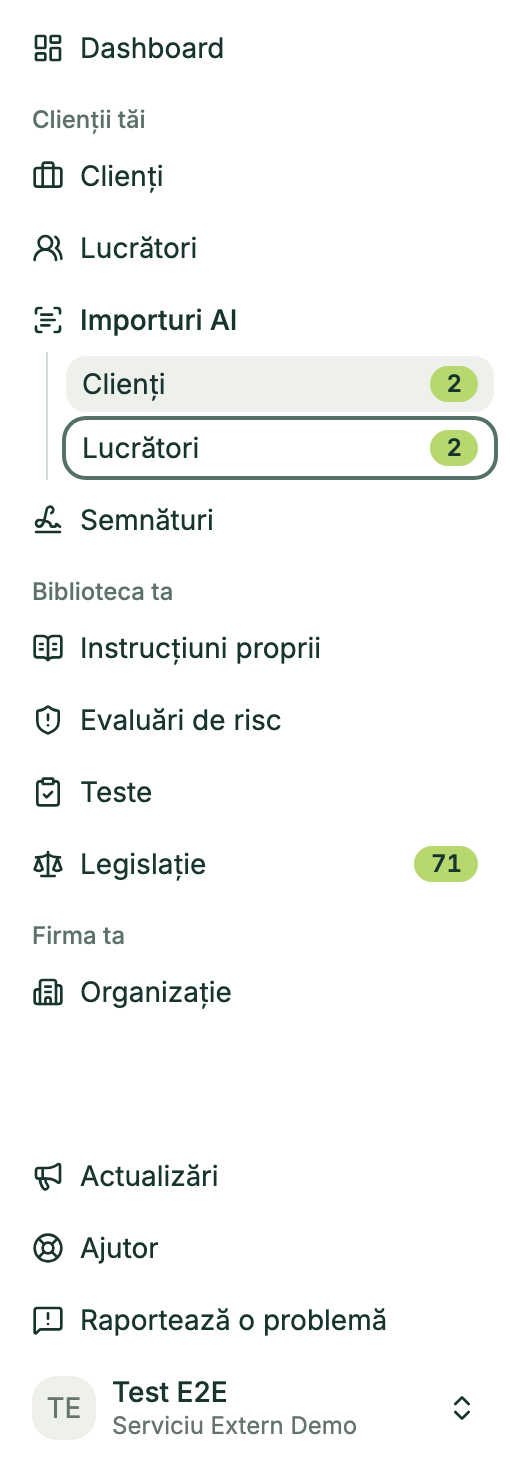 Dashboard
Clienții tăi
Clienți
Lucrători
Importuri AI
Clienți 2
Lucrători 2
Semnături
Biblioteca ta
Instrucțiuni proprii
Evaluări de risc
Teste
Legislație 71
Firma ta
Organizație
Actualizări
Ajutor
Raportează o problemă
TE Test E2E
Serviciu Extern Demo